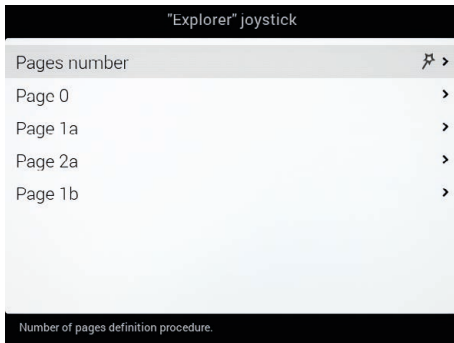 "Explorer" joystick
Pages number
Page 0
Page 1a
Page 2a
Page 1b
Number of pages definition procedure.